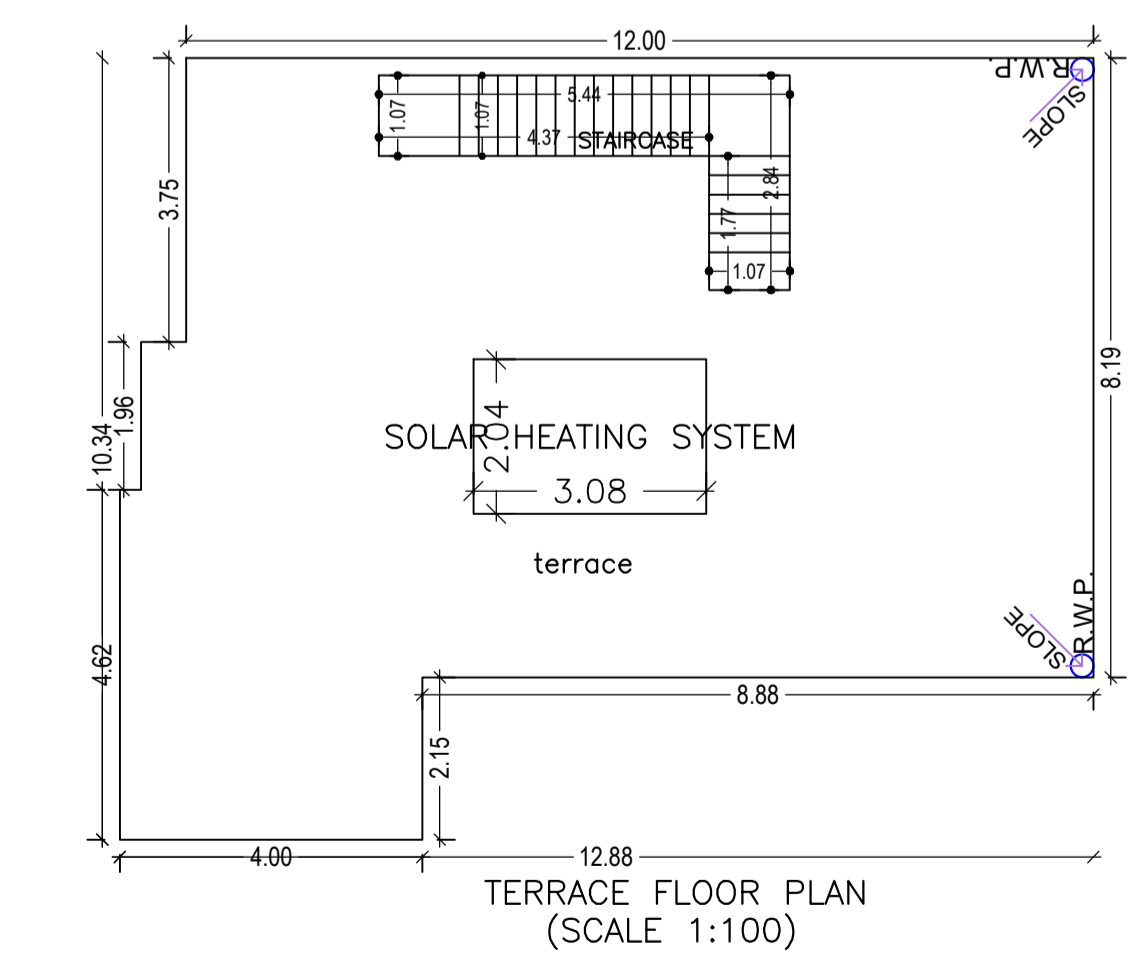 12.00
R.W.P.
SLOPE
5.44
1.07
1.07
4.37
STAIRCASE
2.84
1.77
1.07
3.75
8.19
1.96
10.34
2.04
SOLAR HEATING SYSTEM
3.08
terrace
R.W.P.
SLOPE
4.62
8.88
2.15
4.00
12.88
TERRACE FLOOR PLAN
(SCALE 1:100)